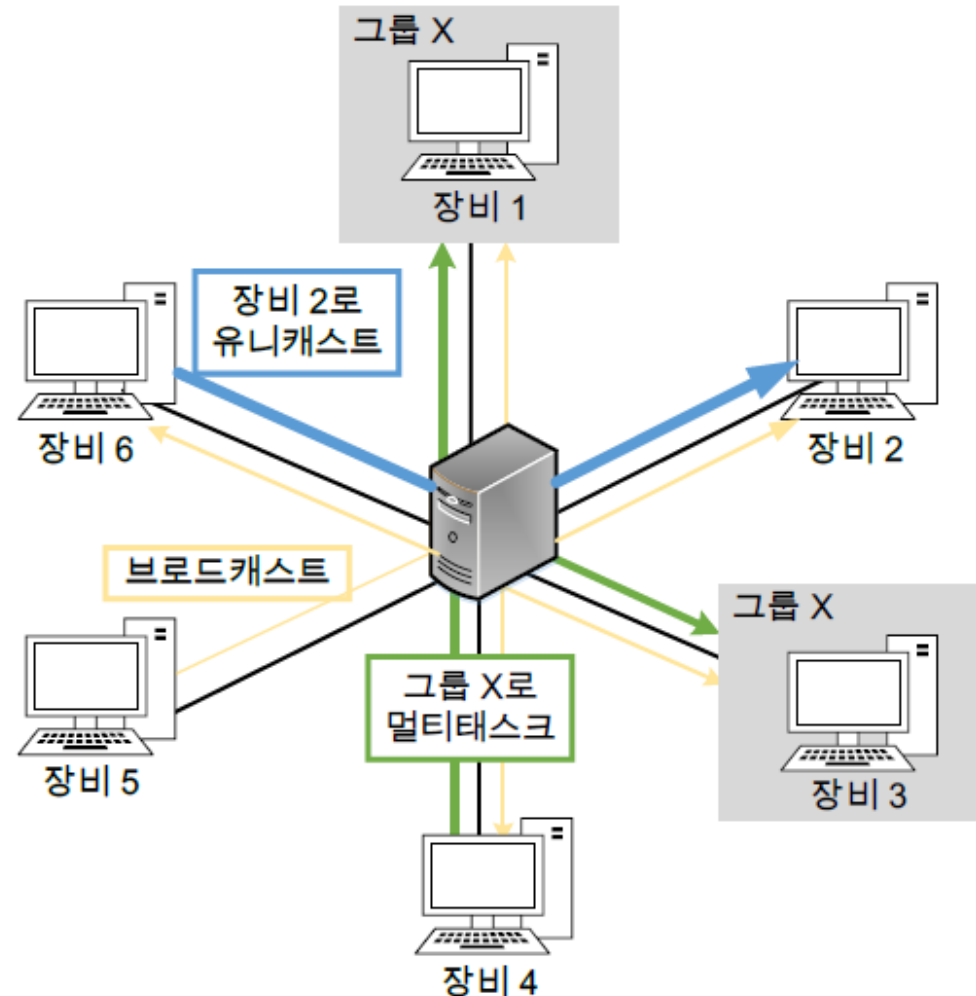 그룹 X
장비 1
장비 2로
유니캐스트
장비 6
장비 2
브로드캐스트
그룹 X
그룹 X로
멀티태스크
장비 5
장비 3
장비 4